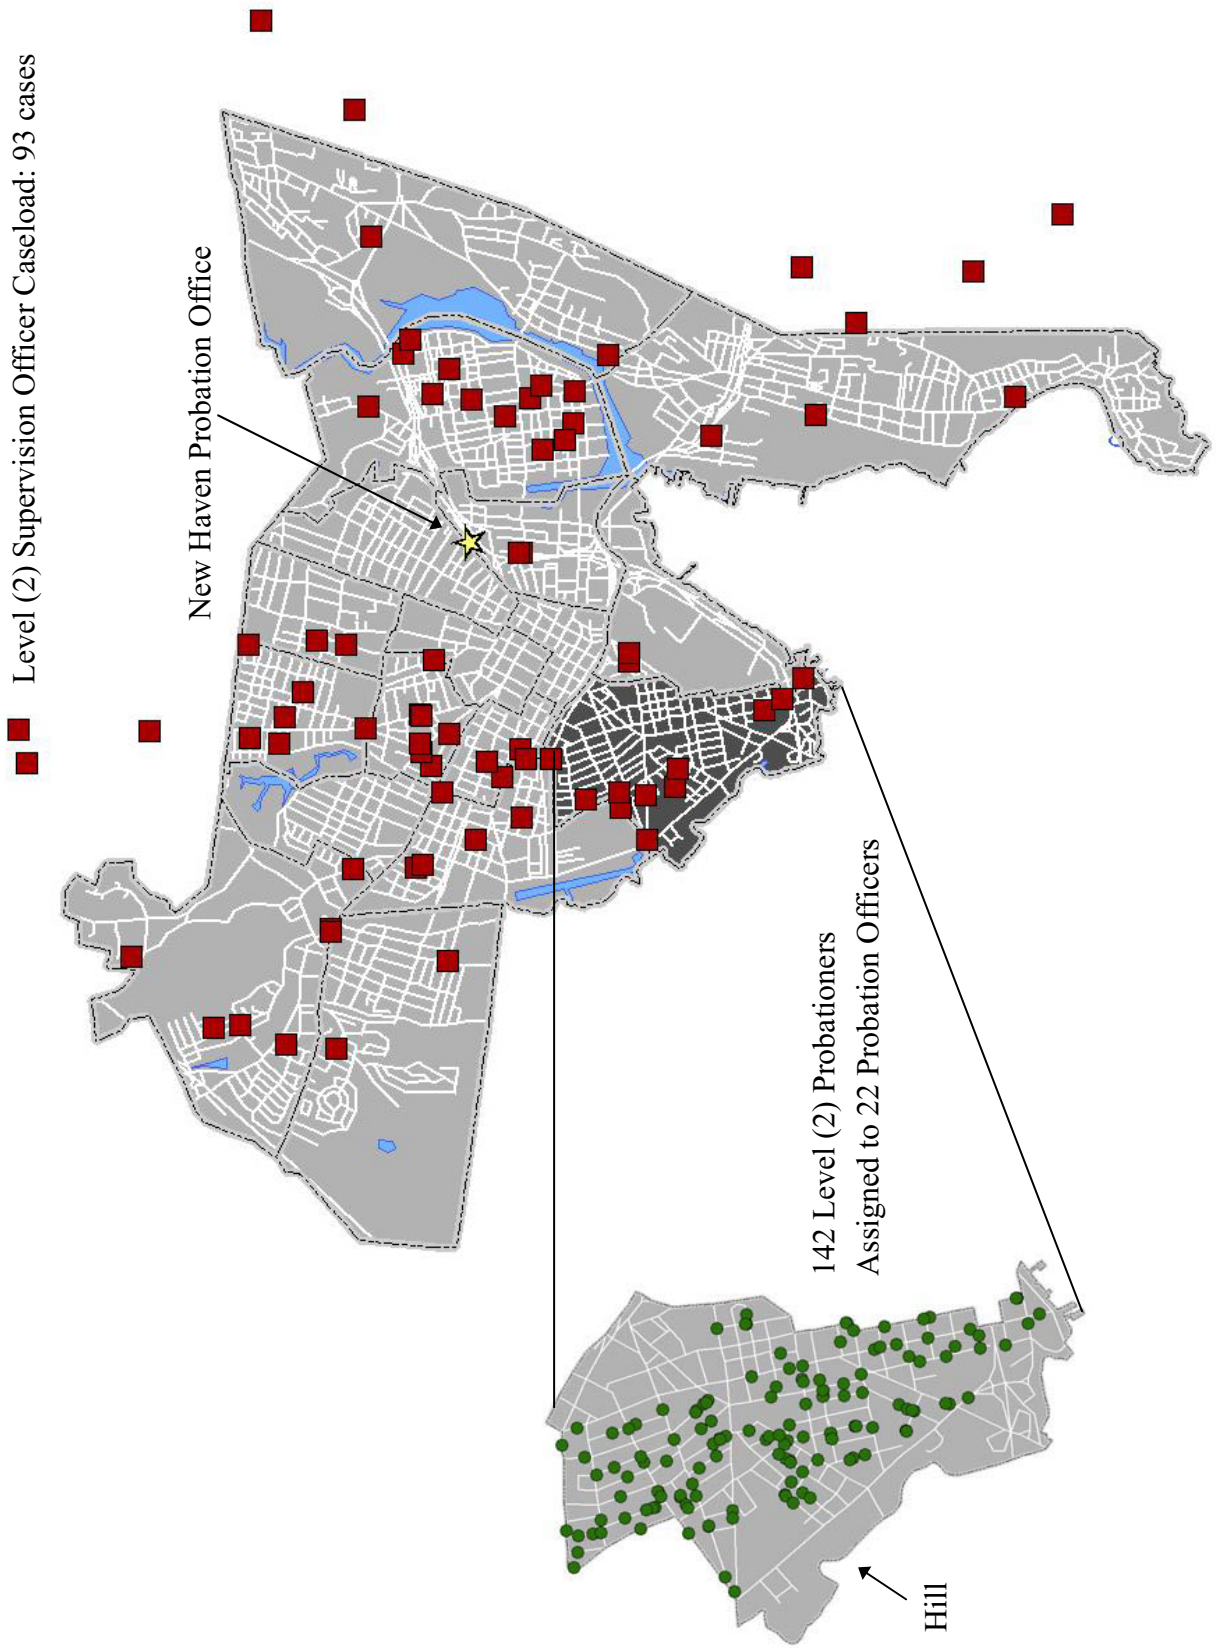 Level (2) Supervision Officer Caseload: 93 cases
New Haven Probation Office
142 Level (2) Probationers
Assigned to 22 Probation Officers
Hill